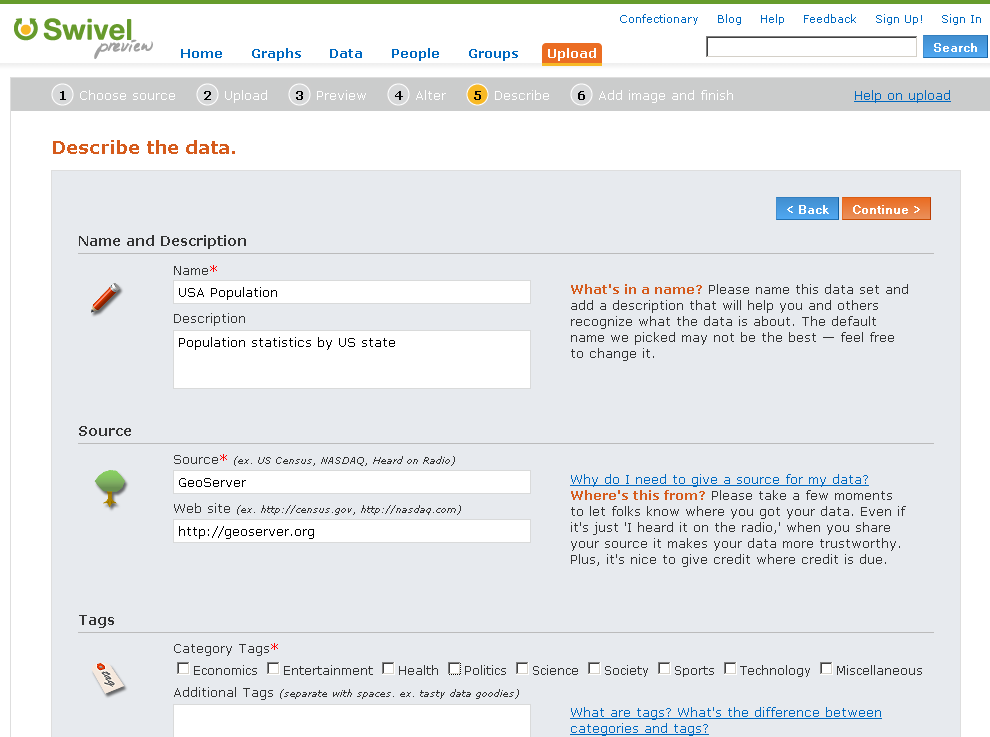 Swivel
preview
Confectionary Blog Help Feedback Sign Up! Sign In
Home Graphs Data People Groups Upload
Search
1 Choose source 2 Upload 3 Preview 4 Alter 5 Describe 6 Add image and finish Help on upload
Describe the data.
< Back Continue >
Name and Description
Name*
USA Population
Description
Population statistics by US state
What's in a name? Please name this data set and
add a description that will help you and others
recognize what the data is about. The default
name we picked may not be the best — feel free
to change it.
Source
Source* (ex. US Census, NASDAQ, Heard on Radio)
GeoServer
Web site (ex. http://census.gov, http://nasdaq.com)
http://geoserver.org
Why do I need to give a source for my data?
Where's this from? Please take a few moments
to let folks know where you got your data. Even if
it's just 'I heard it on the radio,' when you share
your source it makes your data more trustworthy.
Plus, it's nice to give credit where credit is due.
Tags
tag
Category Tags*
Economics Entertainment Health Politics Science Society Sports Technology Miscellaneous
Additional Tags (separate with spaces. ex. tasty data goodies)
What are tags? What's the difference between
categories and tags?